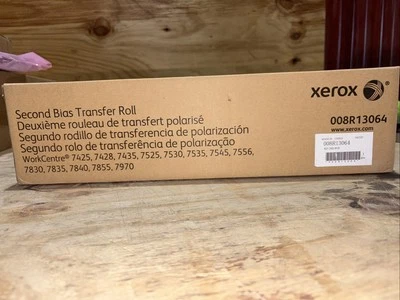 xerox
Second Bias Transfer Roll
Deuxième rouleau de transfert polarisé
Segundo rodillo de transferencia de polarización
Segundo rolo de transferência de polarização
WorkCentre® 7425, 7428, 7435, 7525, 7530, 7535, 7545, 7556,
7830, 7835, 7840, 7855, 7970
008R13064
www.xerox.com
008R13064